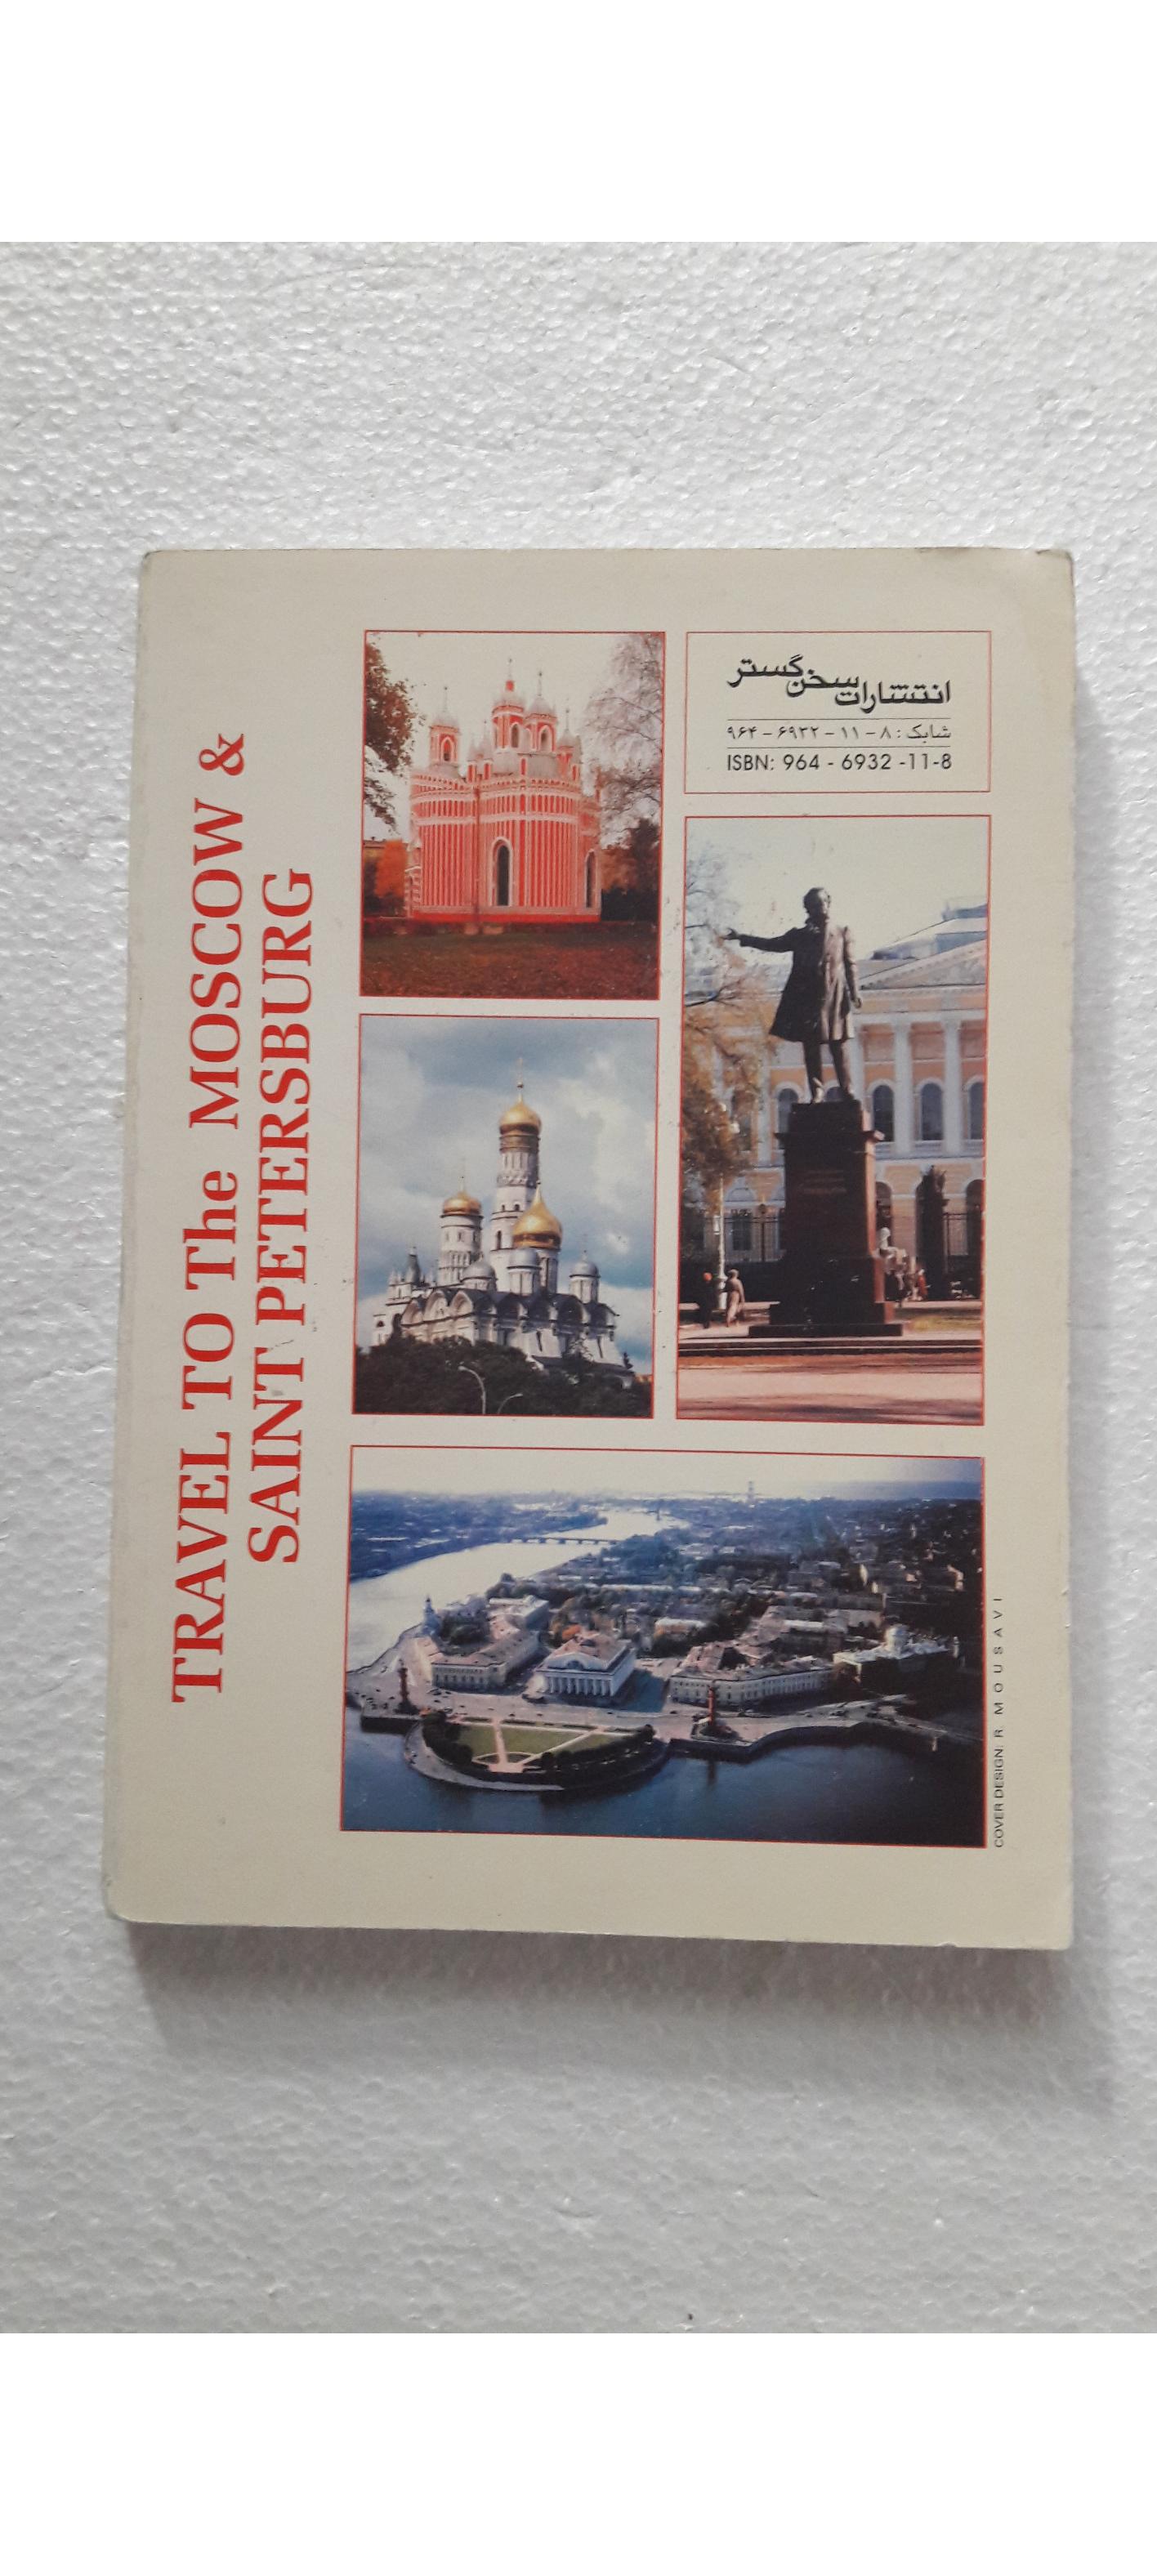 TRAVEL TO The MOSCOW &
SAINT PETERSBURG
انتشارات سخن گستر
شابک : ۸ - ۱۱ - ۶۹۳۲ - ۹۶۴
ISBN: 964 - 6932 -11-8
COVER DESIGN: R. MOUSAVI